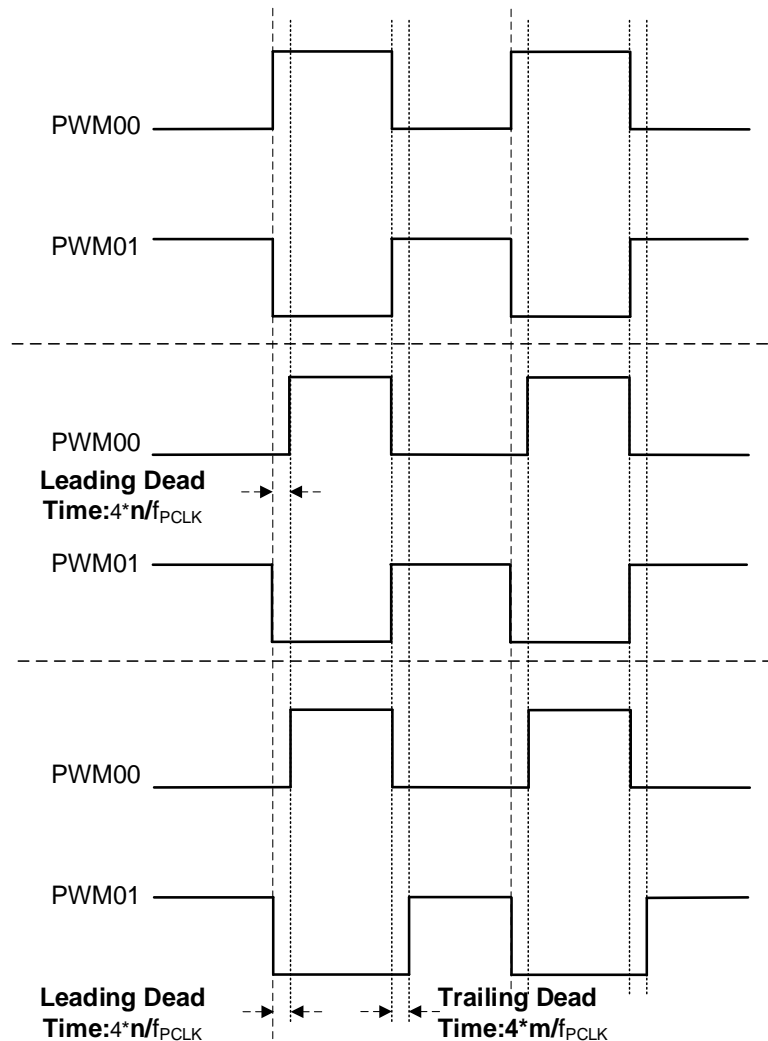 PWM00
PWM01
PWM00
Leading Dead
Time:4*n/fPCLK
PWM01
PWM00
PWM01
Leading Dead
Time:4*n/fPCLK
Trailing Dead
Time:4*m/fPCLK